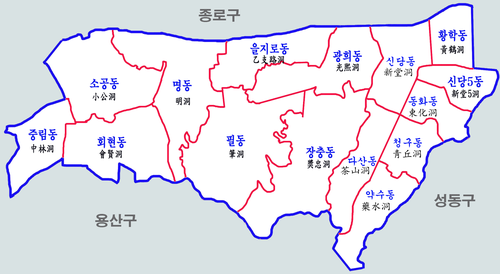 종로구
황학동
黃鶴洞
을지로동
乙支路洞
광희동
光熙洞
신당동
新堂洞
소공동
小公洞
명동
明洞
신당5동
新堂5洞
동화동
東化洞
중림동
中林洞
회현동
會賢洞
필동
筆洞
장충동
奬忠洞
청구동
青丘洞
다산동
茶山洞
약수동
藥水洞
용산구
성동구